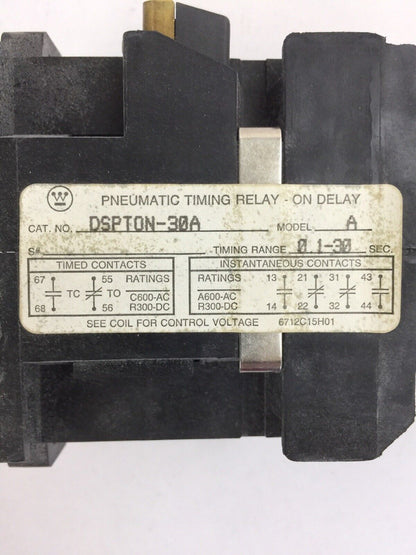 W
PNEUMATIC TIMING RELAY - ON DELAY
CAT. NO. DSPTON-30A MODEL A
S# TIMING RANGE 0 1-30 SEC.
TIMED CONTACTS INSTANTANEOUS CONTACTS
67 55 RATINGS RATINGS 13 21 31 43
TC TO C600-AC A600-AC
R300-DC R300-DC
68 56 14 22 32 44
SEE COIL FOR CONTROL VOLTAGE 6712C15H01